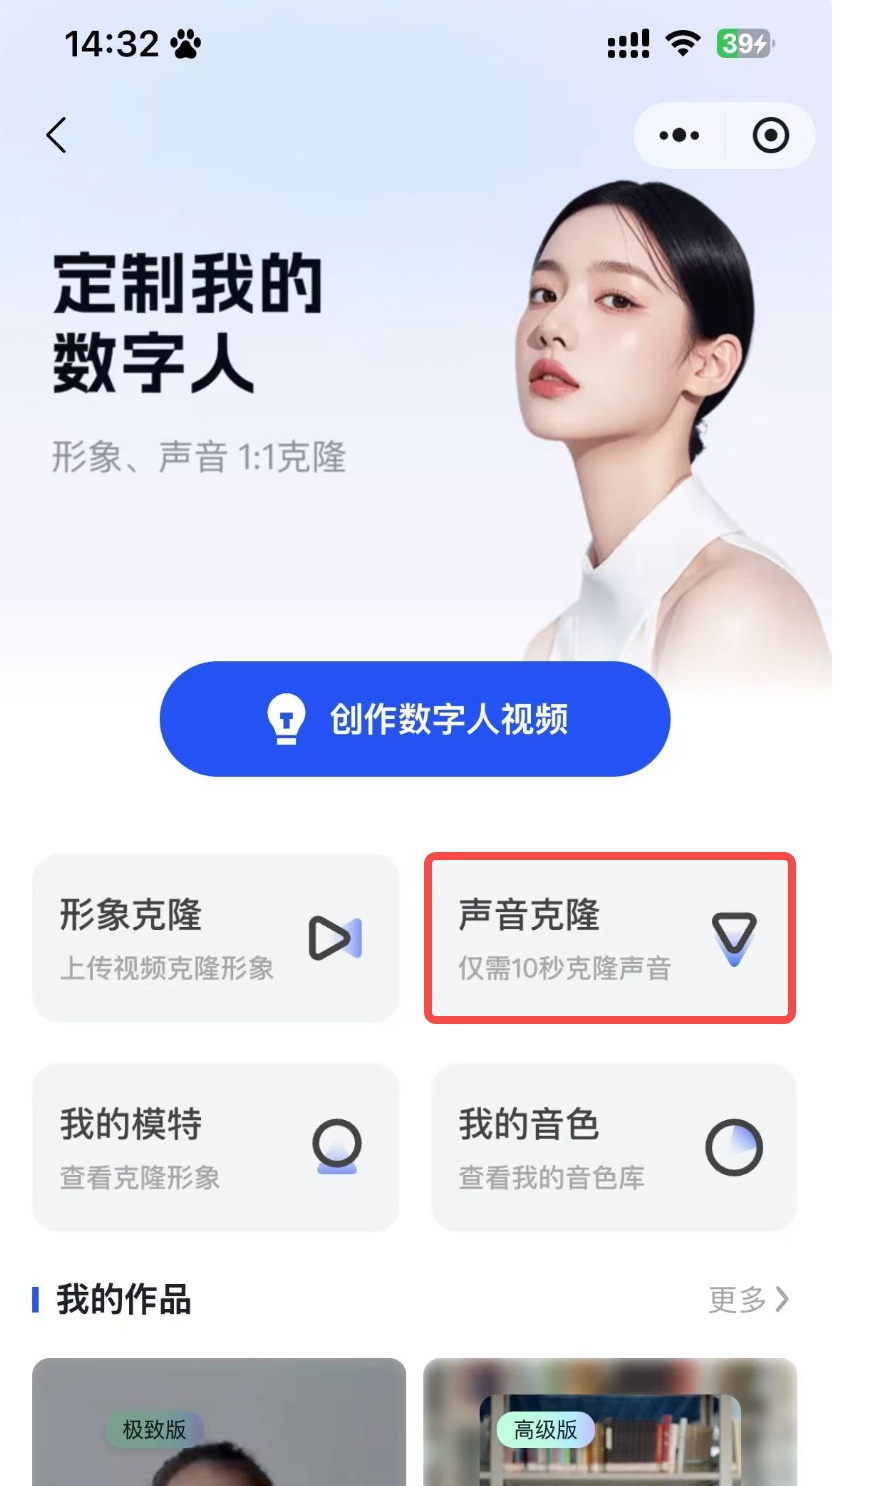 14:32
39
定制我的
数字人
形象、声音 1:1克隆
创作数字人视频
形象克隆
上传视频克隆形象
声音克隆
仅需10秒克隆声音
我的模特
查看克隆形象
我的音色
查看我的音色库
我的作品
更多
极致版
高级版